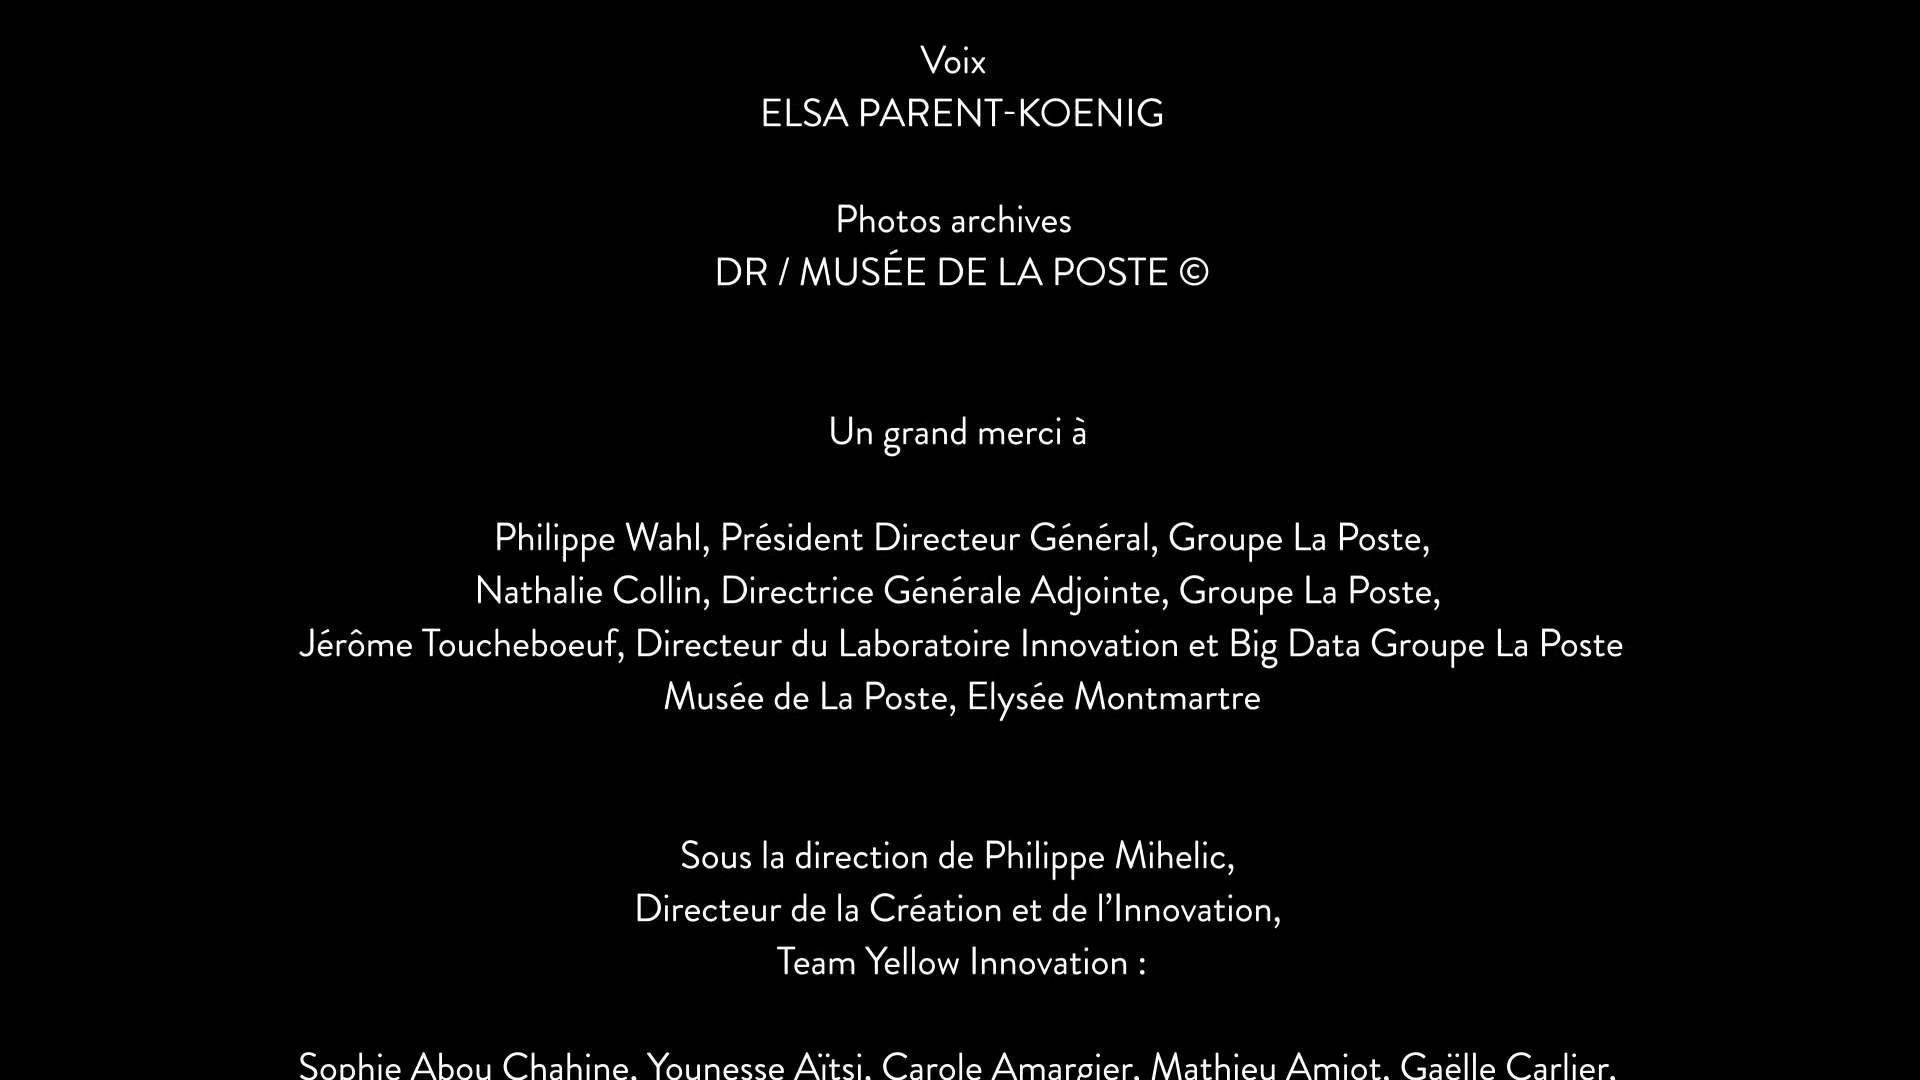 Voix
ELSA PARENT-KOENIG
Photos archives
DR / MUSÉE DE LA POSTE ©
Un grand merci à
Philippe Wahl, Président Directeur Général, Groupe La Poste,
Nathalie Collin, Directrice Générale Adjointe, Groupe La Poste,
Jérôme Toucheboeuf, Directeur du Laboratoire Innovation et Big Data Groupe La Poste
Musée de La Poste, Elysée Montmartre
Sous la direction de Philippe Mihelic,
Directeur de la Création et de l’Innovation,
Team Yellow Innovation :
Sophie Abou Chahine, Younesse Aïtsi, Carole Amargier, Mathieu Amiot, Gaëlle Carlier,